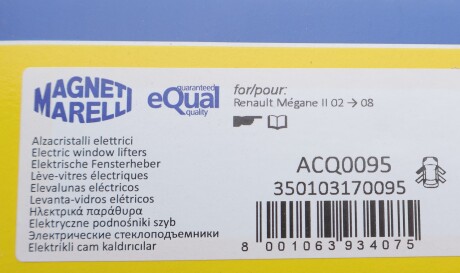 MAGNETI
MARELLI
eQual
guaranteed
quality
for/pour:
Renault Mégane II 02 → 08
Alzacristalli elettrici
Electric window lifters
Elektrische Fensterheber
Lève-vitres électriques
Elevalunas eléctricos
Levanta-vidros elétricos
Ηλεκτρικά παράθυρα
Elektryczne podnośniki szyb
Электрические стеклоподъемники
Elektrikli cam kaldırıcılar
ACQ0095
350103170095
8 001063 934075